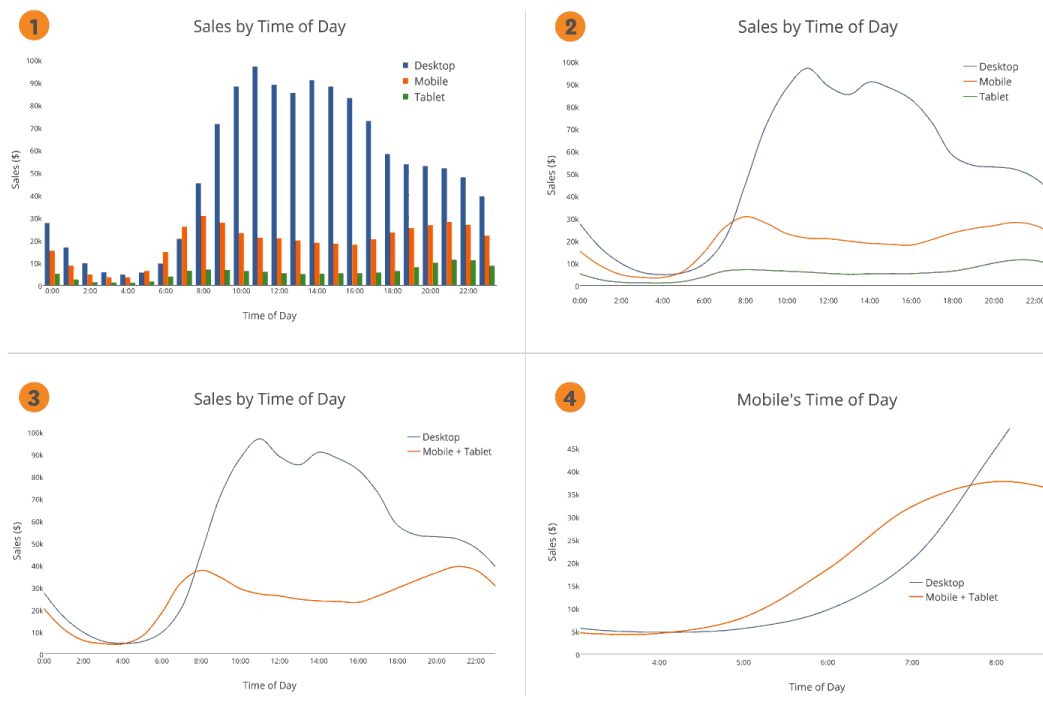 1
Sales by Time of Day
100k
90k
80k
70k
60k
50k
40k
30k
20k
10k
0
Sales ($)
Desktop
Mobile
Tablet
0:00 2:00 4:00 6:00 8:00 10:00 12:00 14:00 16:00 18:00 20:00 22:00
Time of Day
2
Sales by Time of Day
100k
90k
80k
70k
60k
50k
40k
30k
20k
10k
0
Sales ($)
Desktop
Mobile
Tablet
0:00 2:00 4:00 6:00 8:00 10:00 12:00 14:00 16:00 18:00 20:00 22:00
3
Sales by Time of Day
100k
90k
80k
70k
60k
50k
40k
30k
20k
10k
0
Sales ($)
Desktop
Mobile + Tablet
0:00 2:00 4:00 6:00 8:00 10:00 12:00 14:00 16:00 18:00 20:00 22:00
Time of Day
4
Mobile's Time of Day
45k
40k
35k
30k
25k
20k
15k
10k
5k
0
Sales ($)
Desktop
Mobile + Tablet
4:00 5:00 6:00 7:00 8:00
Time of Day